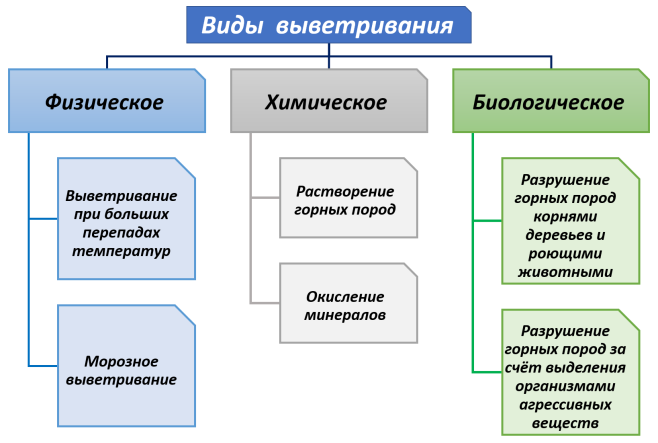 Виды выветривания
Физическое
Химическое
Биологическое
Выветривание
при больших
перепадах
температур
Морозное
выветривание
Растворение
горных пород
Окисление
минералов
Разрушение
горных пород
корнями
деревьев и
роющими
животными
Разрушение
горных пород за
счёт выделения
организмами
агрессивных
веществ